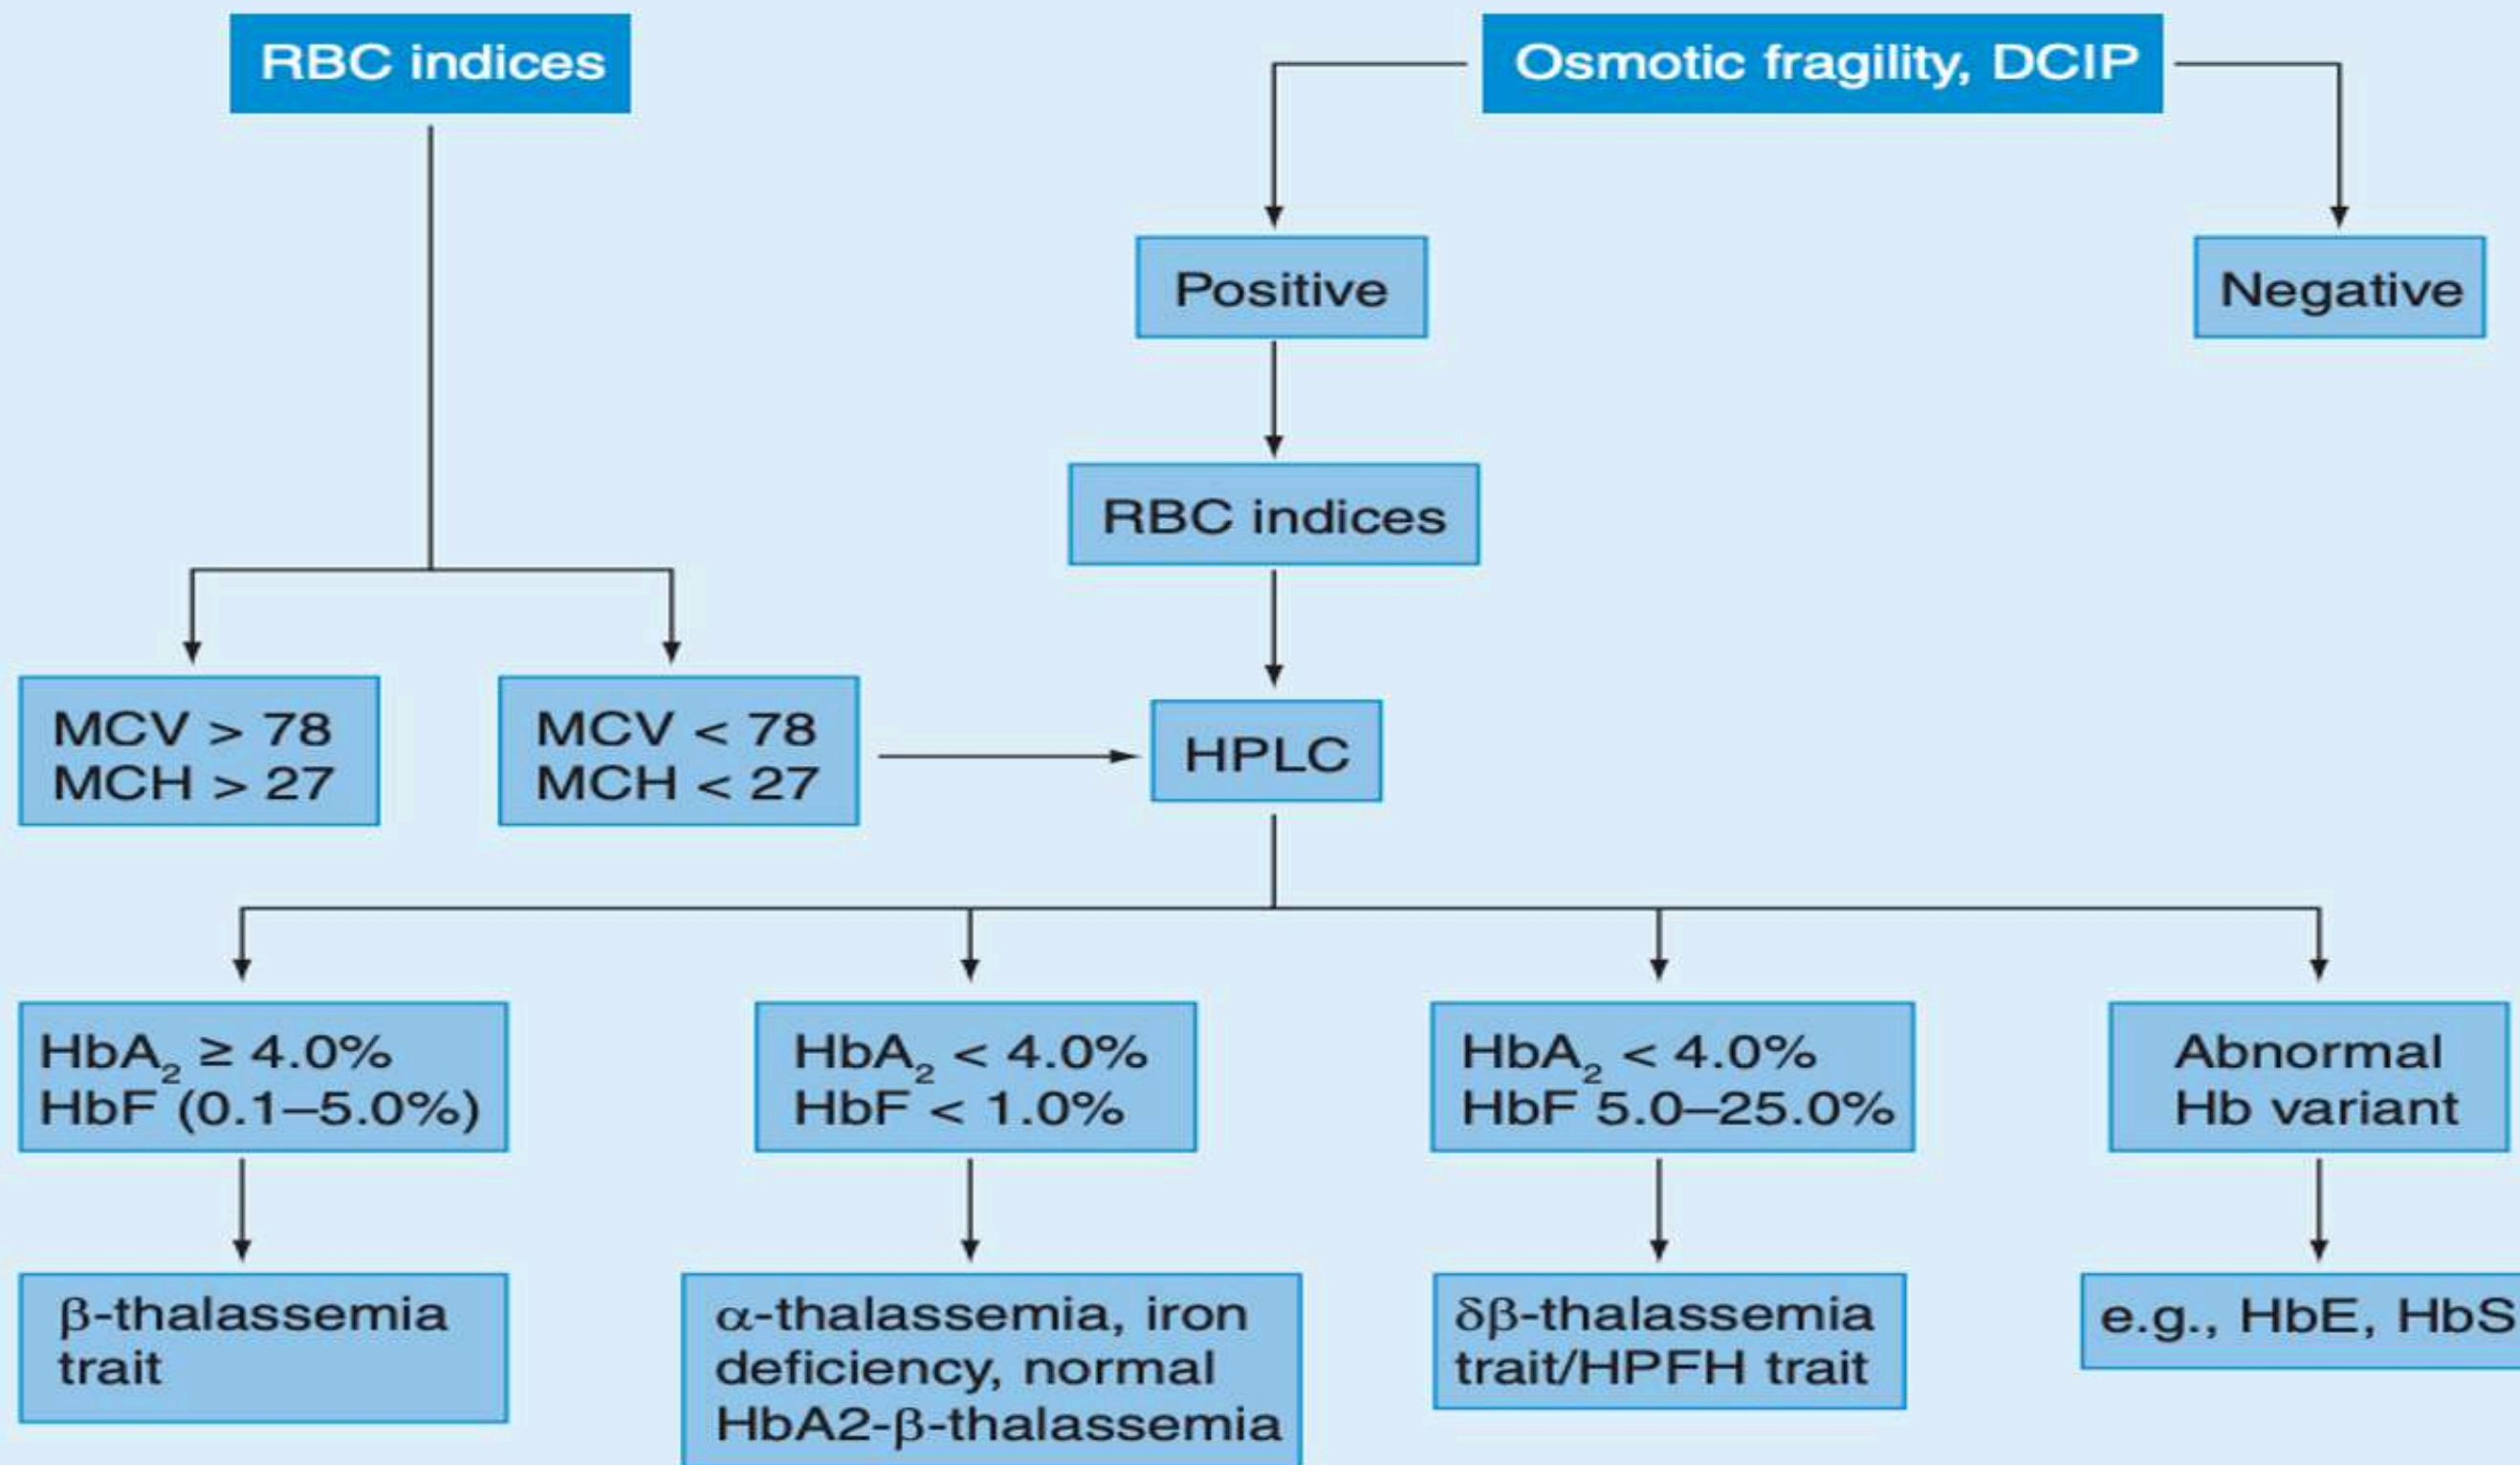 RBC indices
Osmotic fragility, DCIP
Positive
Negative
RBC indices
MCV > 78
MCH > 27
MCV < 78
MCH < 27
HPLC
HbA₂ ≥ 4.0%
HbF (0.1–5.0%)
HbA₂ < 4.0%
HbF < 1.0%
HbA₂ < 4.0%
HbF 5.0–25.0%
Abnormal
Hb variant
β-thalassemia
trait
α-thalassemia, iron
deficiency, normal
HbA2-β-thalassemia
δβ-thalassemia
trait/HPFH trait
e.g., HbE, HbS